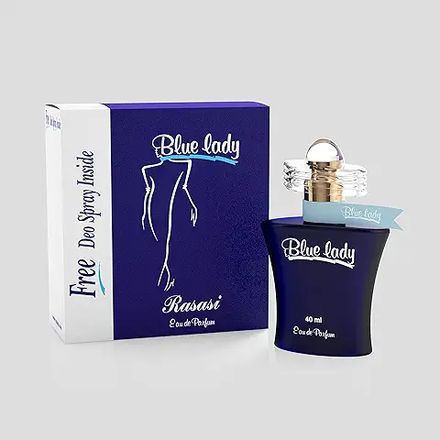 Free Deo Spray Inside
Blue lady
Rasasi
Eau de Parfum
Blue lady
Blue lady
40 ml
Eau de Parfum